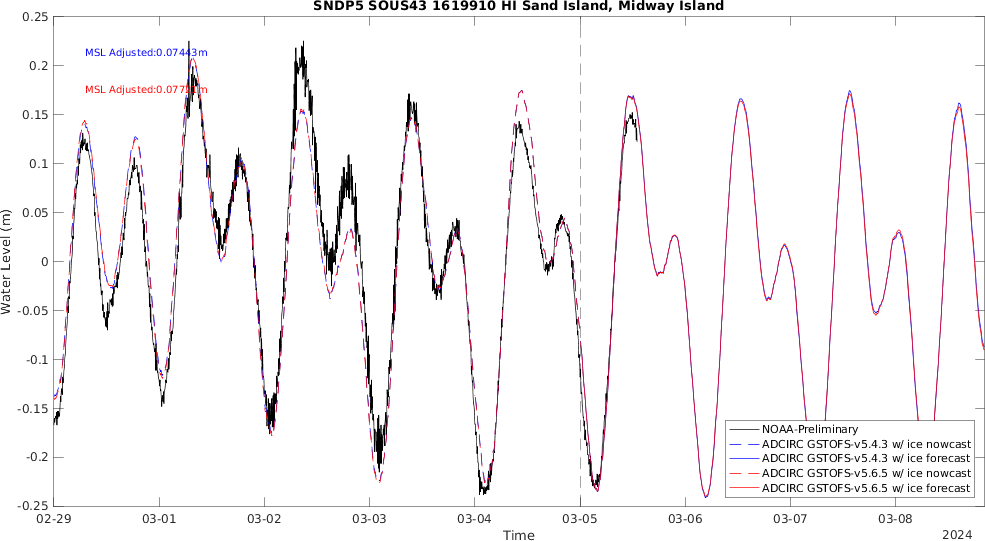 SNDP5 SOUS43 1619910 HI Sand Island, Midway Island
0.25
0.2
0.15
0.1
0.05
0
-0.05
-0.1
-0.15
-0.2
-0.25
Water Level (m)
MSL Adjusted:0.07443m
MSL
NOAA-Preliminary
ADCIRC GSTOFS-v5.4.3 w/ ice nowcast
ADCIRC GSTOFS-v5.4.3 w/ ice forecast
ADCIRC GSTOFS-v5.6.5 w/ ice nowcast
ADCIRC GSTOFS-v5.6.5 w/ ice forecast
02-29 03-01 03-02 03-03 03-04 03-05 03-06 03-07 03-08
Time
2024